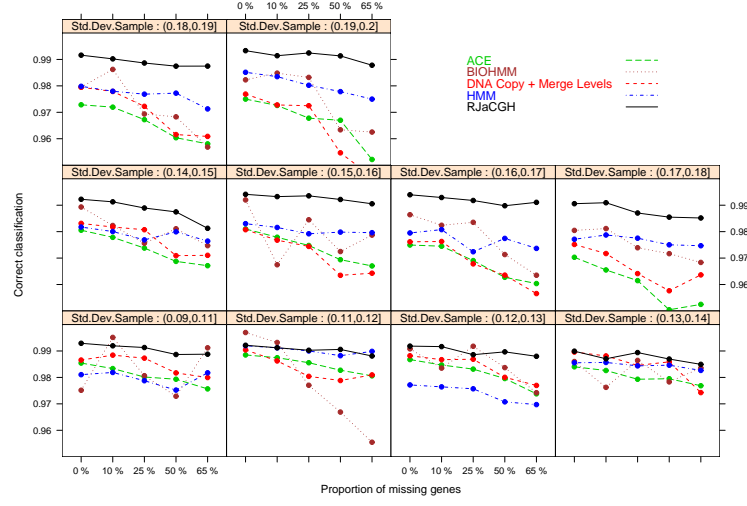 0 % 10 % 25 % 50 % 65 %
Std.Dev.Sample : (0.18,0.19] Std.Dev.Sample : (0.19,0.2]
ACE
BIOHMM
DNA Copy + Merge Levels
HMM
RJaCGH
0.99
0.98
0.97
0.96
Std.Dev.Sample : (0.14,0.15] Std.Dev.Sample : (0.15,0.16] Std.Dev.Sample : (0.16,0.17] Std.Dev.Sample : (0.17,0.18]
0.99
0.98
0.97
0.96
Correct classification
Std.Dev.Sample : (0.09,0.11] Std.Dev.Sample : (0.11,0.12] Std.Dev.Sample : (0.12,0.13] Std.Dev.Sample : (0.13,0.14]
0.99
0.98
0.97
0.96
0 % 10 % 25 % 50 % 65 % 0 % 10 % 25 % 50 % 65 %
Proportion of missing genes